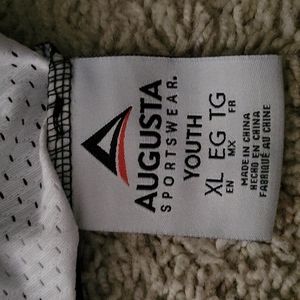 AUGUSTA
SPORTSWEAR®
YOUTH
XL EG TG
EN MX FR
MADE IN CHINA
HECHO EN CHINA
FABRIQUÉ AU CHINE